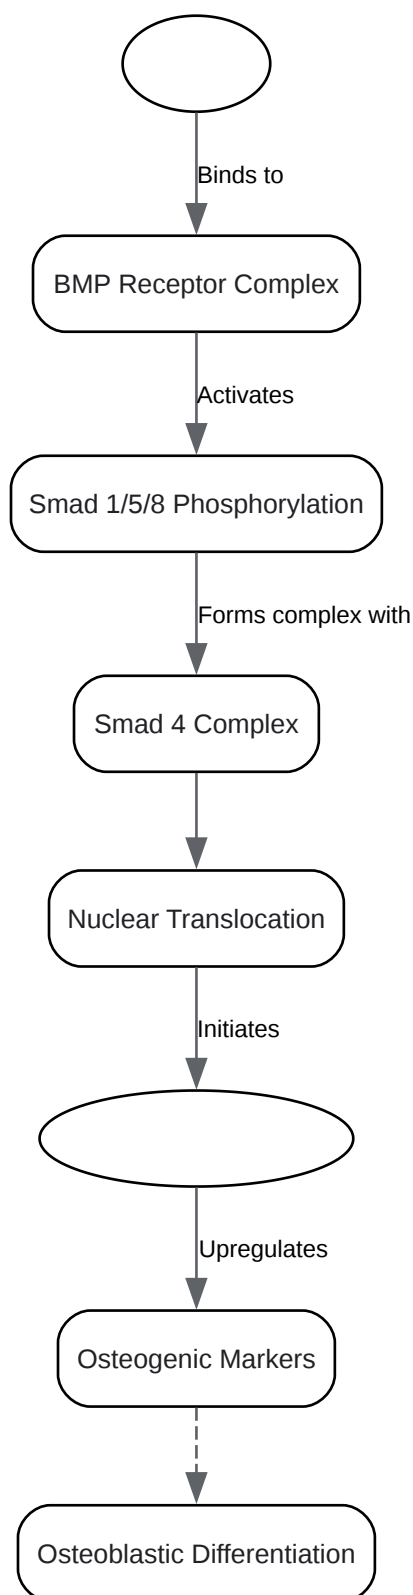 Binds to
BMP Receptor Complex
Activates
Smad 1/5/8 Phosphorylation
Forms complex with
Smad 4 Complex
Nuclear Translocation
Initiates
Upregulates
Osteogenic Markers
Osteoblastic Differentiation